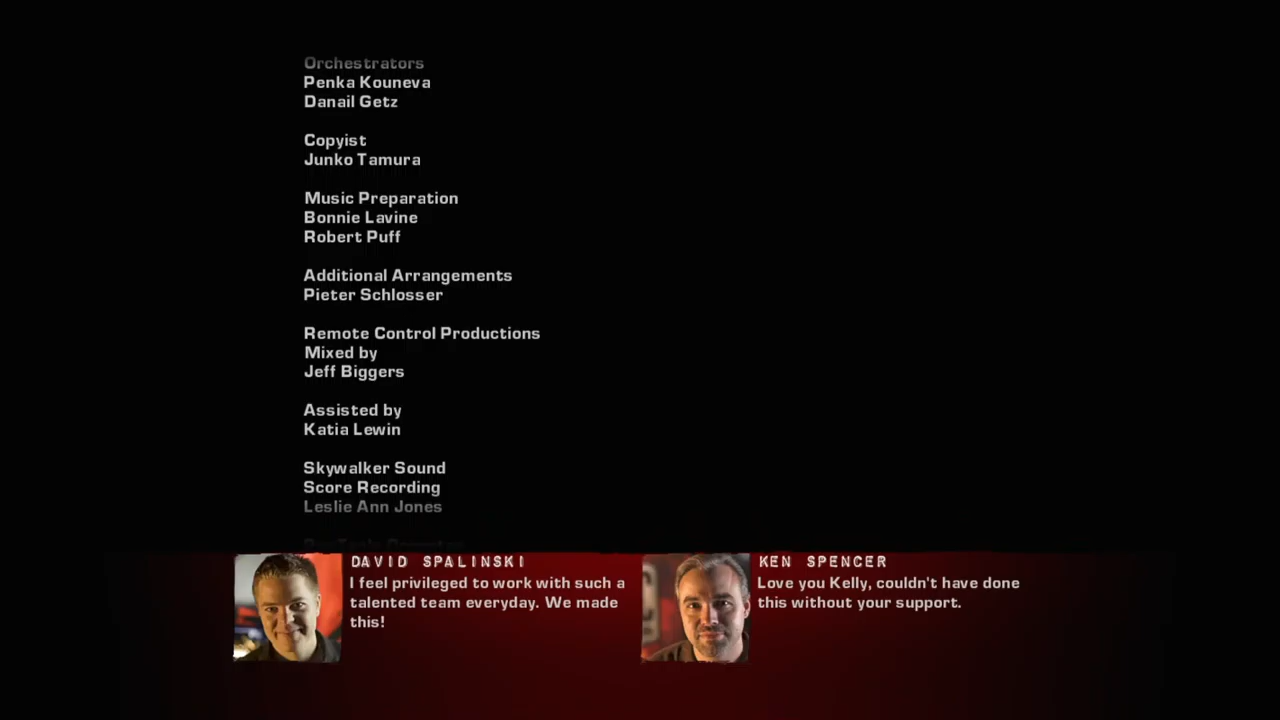 Orchestrators
Penka Kouneva
Danail Getz
Copyist
Junko Tamura
Music Preparation
Bonnie Lavine
Robert Puff
Additional Arrangements
Pieter Schlosser
Remote Control Productions
Mixed by
Jeff Biggers
Assisted by
Katia Lewin
Skywalker Sound
Score Recording
Leslie Ann Jones
DAVID SPALINSKI
I feel privileged to work with such a
talented team everyday. We made
this!
KEN SPENCER
Love you Kelly, couldn't have done
this without your support.